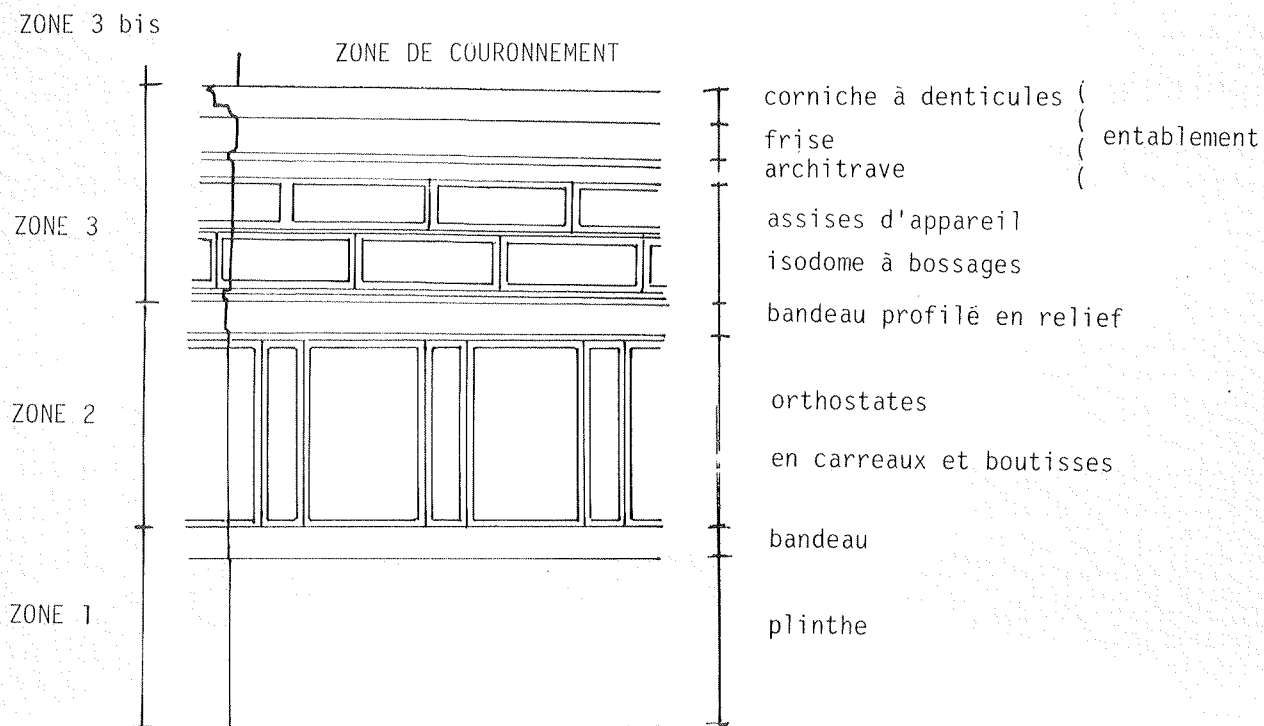 ZONE 3 bis
ZONE DE COURONNEMENT
corniche à denticules (
( entablement
frise (
architrave (
ZONE 3
assises d'appareil
isodome à bossages
bandeau profilé en relief
ZONE 2
orthostates
en carreaux et boutisses
bandeau
ZONE 1
plinthe